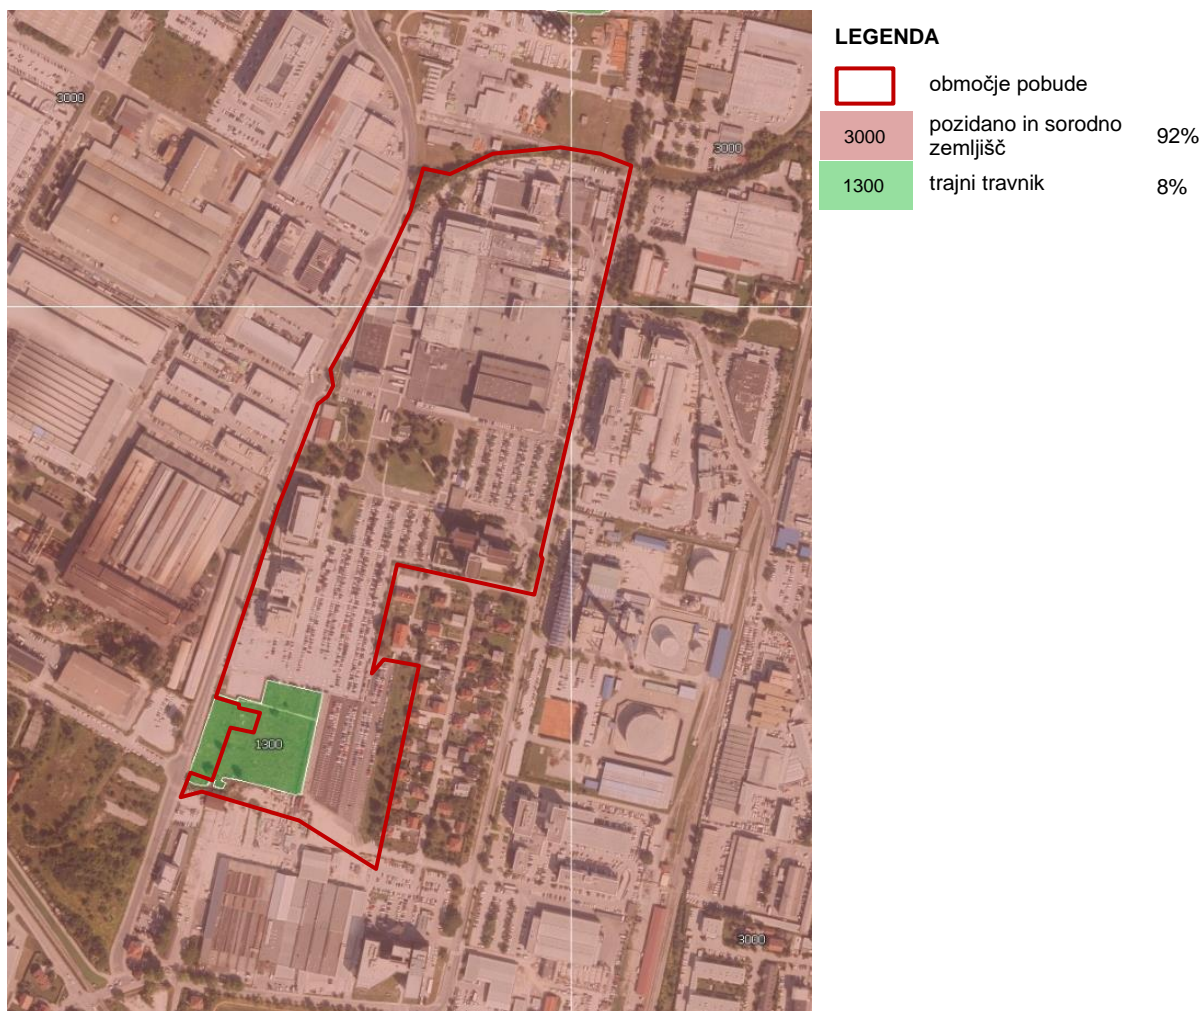 LEGENDA
območje pobude
3000
pozidano in sorodno
zemljišč
92%
1300
trajni travnik
8%
3000
3000
1300
3000